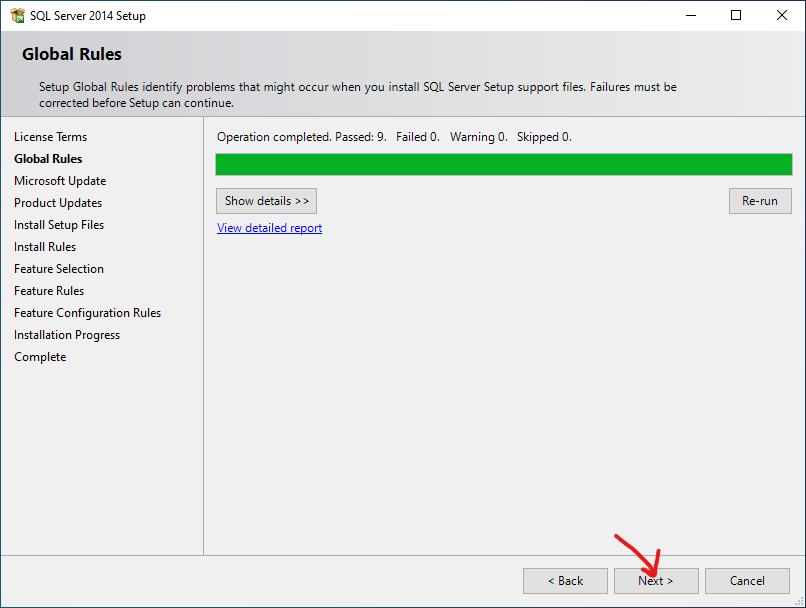 SQL Server 2014 Setup
Global Rules
Setup Global Rules identify problems that might occur when you install SQL Server Setup support files. Failures must be
corrected before Setup can continue.
License Terms
Global Rules
Microsoft Update
Product Updates
Install Setup Files
Install Rules
Feature Selection
Feature Rules
Feature Configuration Rules
Installation Progress
Complete
Operation completed. Passed: 9. Failed 0. Warning 0. Skipped 0.
Show details >>
Re-run
View detailed report
< Back
Next >
Cancel